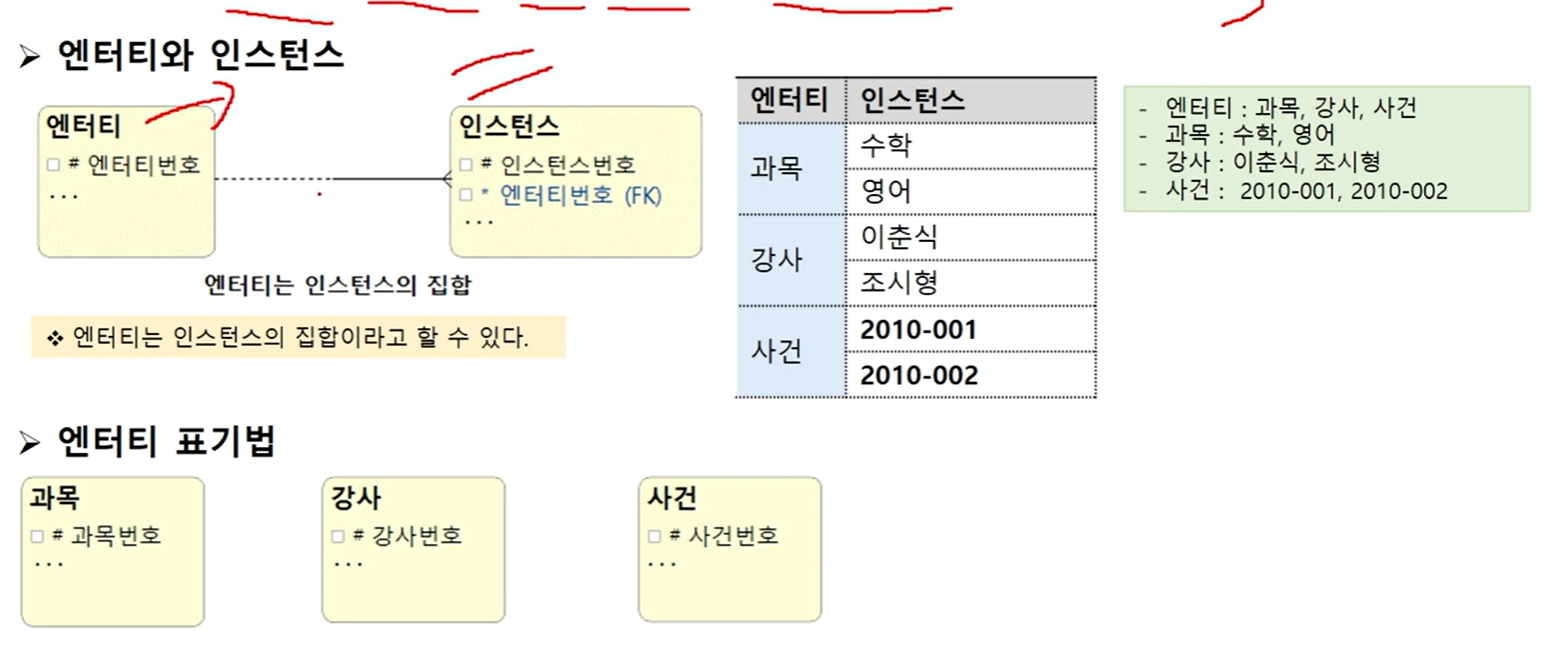 ➢ 엔터티와 인스턴스
엔터티
□ # 엔터티번호
...
인스턴스
□ # 인스턴스번호
□ * 엔터티번호 (FK)
...
엔터티는 인스턴스의 집합
❖ 엔터티는 인스턴스의 집합이라고 할 수 있다.
엔터티 인스턴스
과목
수학
영어
강사
이춘식
조시형
사건
2010-001
2010-002
- 엔터티 : 과목, 강사, 사건
- 과목 : 수학, 영어
- 강사 : 이춘식, 조시형
- 사건 : 2010-001, 2010-002
➢ 엔터티 표기법
과목
□ # 과목번호
...
강사
□ # 강사번호
...
사건
□ # 사건번호
...